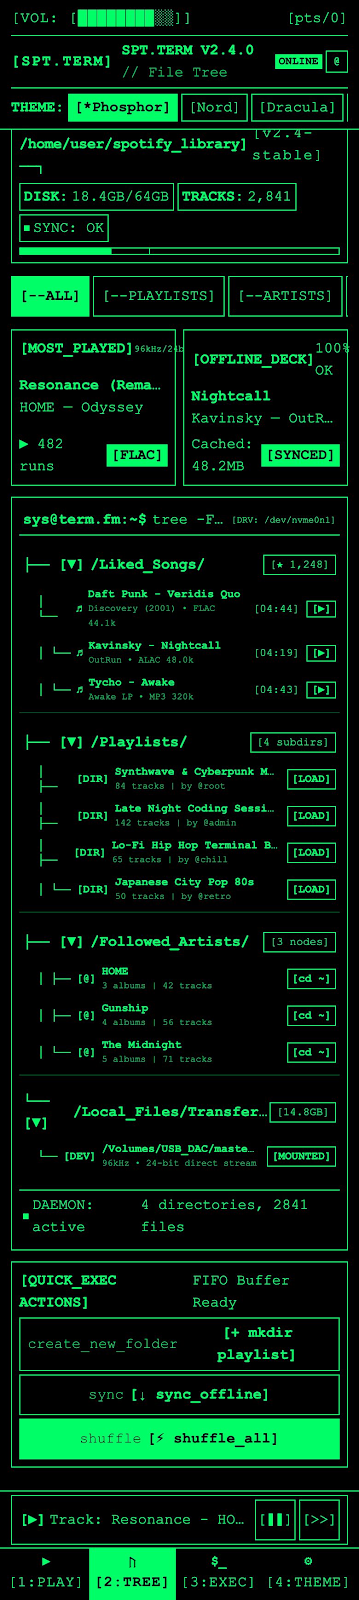 [VOL: [████████░░]]
[pts/0]
[SPT.TERM]
SPT.TERM V2.4.0
// File Tree
ONLINE
@
THEME:
[*Phosphor]
[Nord]
[Dracula]
/home/user/spotify_library]
[v2.4-
stable]
──┐
DISK: 18.4GB/64GB
TRACKS: 2,841
■ SYNC: OK
[--ALL]
[--PLAYLISTS]
[--ARTISTS]
[MOST_PLAYED] 96kHz/24b
Resonance (Rema…
HOME — Odyssey
▶ 482
runs
[FLAC]
[OFFLINE_DECK]
100%
OK
Nightcall
Kavinsky — OutR…
Cached:
48.2MB
[SYNCED]
sys@term.fm:~$ tree -F… [DRV: /dev/nvme0n1]
├── [▼] /Liked_Songs/ [★ 1,248]
│
└── ♬ Daft Punk - Veridis Quo
Discovery (2001) • FLAC
44.1k
[04:44] [▶]
│ └── ♬ Kavinsky - Nightcall
OutRun • ALAC 48.0k
[04:19] [▶]
│ └── ♬ Tycho - Awake
Awake LP • MP3 320k
[04:43] [▶]
├── [▼] /Playlists/ [4 subdirs]
│
├── [DIR] Synthwave & Cyberpunk M…
84 tracks | by @root
[LOAD]
│
├── [DIR] Late Night Coding Sessi…
142 tracks | by @admin
[LOAD]
│
├── [DIR] Lo-Fi Hip Hop Terminal B…
65 tracks | by @chill
[LOAD]
│ └── [DIR] Japanese City Pop 80s
50 tracks | by @retro
[LOAD]
├── [▼] /Followed_Artists/ [3 nodes]
│ ├── [@] HOME
3 albums | 42 tracks
[cd ~]
│ ├── [@] Gunship
4 albums | 56 tracks
[cd ~]
│ └── [@] The Midnight
5 albums | 71 tracks
[cd ~]
└──
[▼] /Local_Files/Transfer… [14.8GB]
└── [DEV] /Volumes/USB_DAC/maste…
96kHz • 24-bit direct stream
[MOUNTED]
■ DAEMON:
active
4 directories, 2841
files
[QUICK_EXEC
ACTIONS]
FIFO Buffer
Ready
create_new_folder
[+ mkdir
playlist]
sync [↓ sync_offline]
shuffle [⚡ shuffle_all]
[▶] Track: Resonance - HO…
[❚❚]
[>>]
▶
[1:PLAY]
ᚢ
[2:TREE]
$_
[3:EXEC]
⚙
[4:THEME]